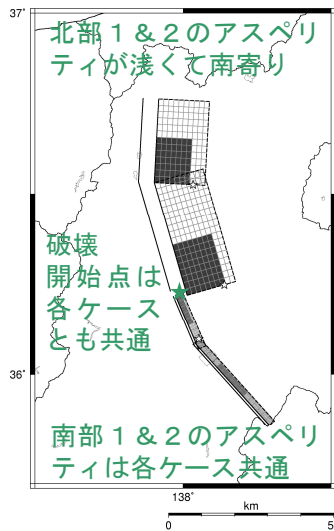 37˚
北部１＆２のアスペリ
ティが浅くて南寄り
破壊
開始点は
各ケース
とも共通
36˚
南部１＆２のアスペリ
ティは各ケース共通
138˚
km
0
5